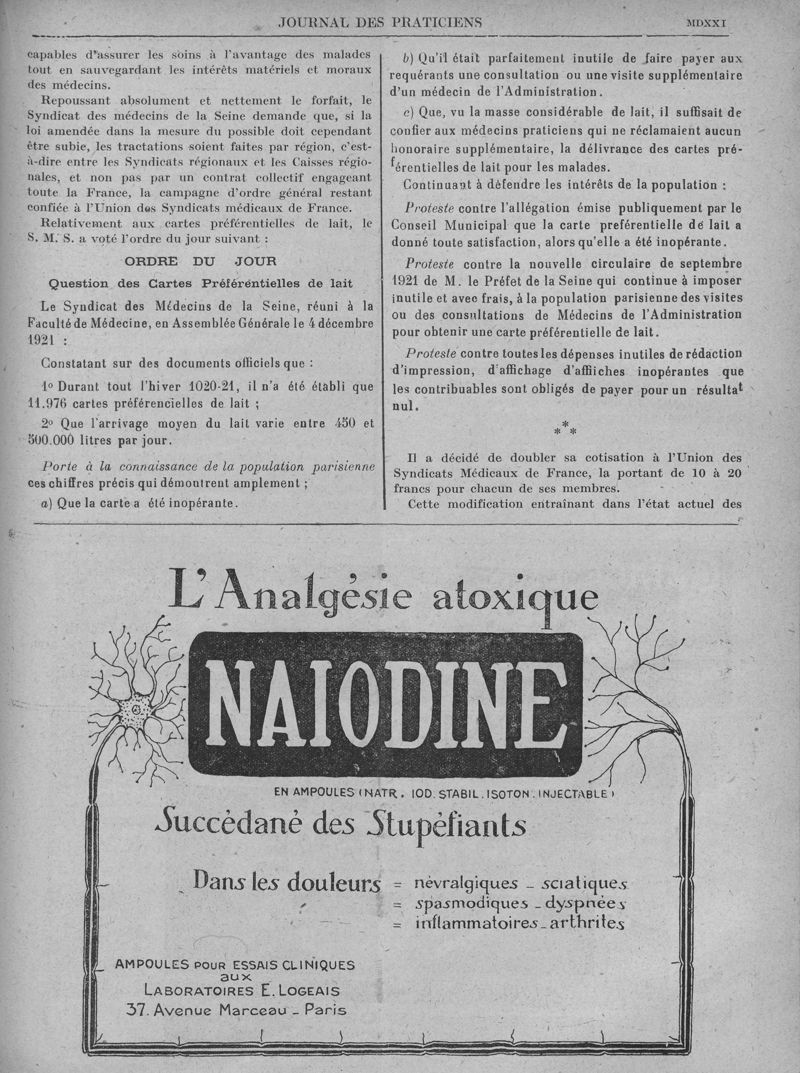 JOURNAL DES PRATICIENS
MDXXI
capables d'assurer les soins à l'avantage des malades
tout en sauvegardant les intérêts matériels et moraux
des médecins.
Repoussant absolument et nettement le forfait, le
Syndicat des médecins de la Seine demande que, si la
loi amendée dans la mesure du possible doit cependant
être subie, les tractations soient faites par région, c'est-
à-dire entre les Syndicats régionaux et les Caisses régio-
nales, et non pas par un contrat collectif engageant
toute la France, la campagne d'ordre général restant
confiée à l'Union des Syndicats médicaux de France.
Relativement aux cartes préférentielles de lait, le
S. M. S. a voté l'ordre du jour suivant :
ORDRE DU JOUR
Question des Cartes Préférentielles de lait
Le Syndicat des Médecins de la Seine, réuni à la
Faculté de Médecine, en Assemblée Générale le 4 décembre
1921 :
Constatant sur des documents officiels que :
1º Durant tout l'hiver 1020-21, il n'a été établi que
11.976 cartes préférencielles de lait ;
2º Que l'arrivage moyen du lait varie entre 450 et
500.000 litres par jour.
Porte à la connaissance de la population parisienne
ces chiffres précis qui démontrent amplement ;
a) Que la carte a été inopérante.
b) Qu'il était parfaitement inutile de faire payer aux
requérants une consultation ou une visite supplémentaire
d'un médecin de l'Administration.
c) Que, vu la masse considérable de lait, il suffisait de
confier aux médecins praticiens qui ne réclamaient aucun
honoraire supplémentaire, la délivrance des cartes pré-
férentielles de lait pour les malades.
Continuant à défendre les intérêts de la population :
Proteste contre l'allégation émise publiquement par le
Conseil Municipal que la carte preférentielle de lait a
donné toute satisfaction, alors qu'elle a été inopérante.
Proteste contre la nouvelle circulaire de septembre
1921 de M. le Préfet de la Seine qui continue à imposer
inutile et avec frais, à la population parisienne des visites
ou des consultations de Médecins de l'Administration
pour obtenir une carte préférentielle de lait.
Proteste contre toutes les dépenses inutiles de rédaction
d'impression, d'affichage d'affiches inopérantes que
les contribuables sont obligés de payer pour un résultat
nul.
*
* *
Il a décidé de doubler sa cotisation à l'Union des
Syndicats Médicaux de France, la portant de 10 à 20
francs pour chacun de ses membres.
Cette modification entraînant dans l'état actuel des
L'Analgésie atoxique
NAIODINE
EN AMPOULES (NATR. IOD. STABIL. ISOTON. INJECTABLE)
Succédané des Stupéfiants
Dans les douleurs = névralgiques - sciatiques
= spasmodiques - dyspnées
= inflammatoires - arthrites
AMPOULES POUR ESSAIS CLINIQUES
aux
LABORATOIRES E. LOGEAIS
37. Avenue Marceau - Paris